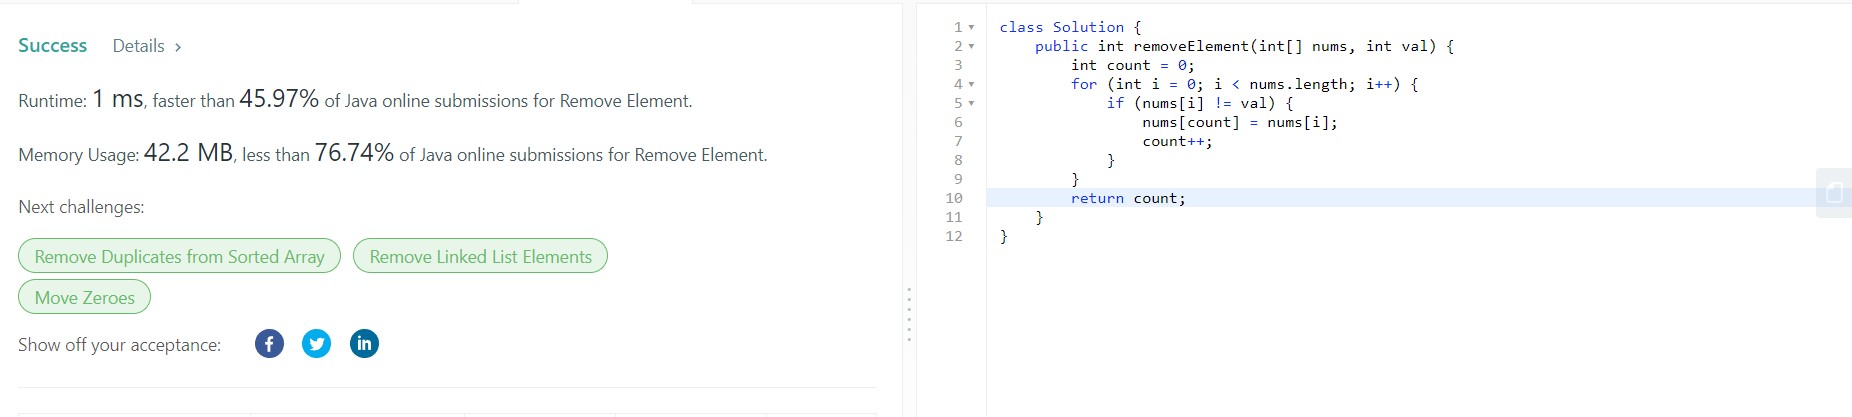 Success Details >
Runtime: 1 ms, faster than 45.97% of Java online submissions for Remove Element.
Memory Usage: 42.2 MB, less than 76.74% of Java online submissions for Remove Element.
Next challenges:
Remove Duplicates from Sorted Array Remove Linked List Elements
Move Zeroes
Show off your acceptance: f in
1 class Solution {
2     public int removeElement(int[] nums, int val) {
3         int count = 0;
4         for (int i = 0; i < nums.length; i++) {
5             if (nums[i] != val) {
6                 nums[count] = nums[i];
7                 count++;
8             }
9         }
10         return count;
11     }
12 }